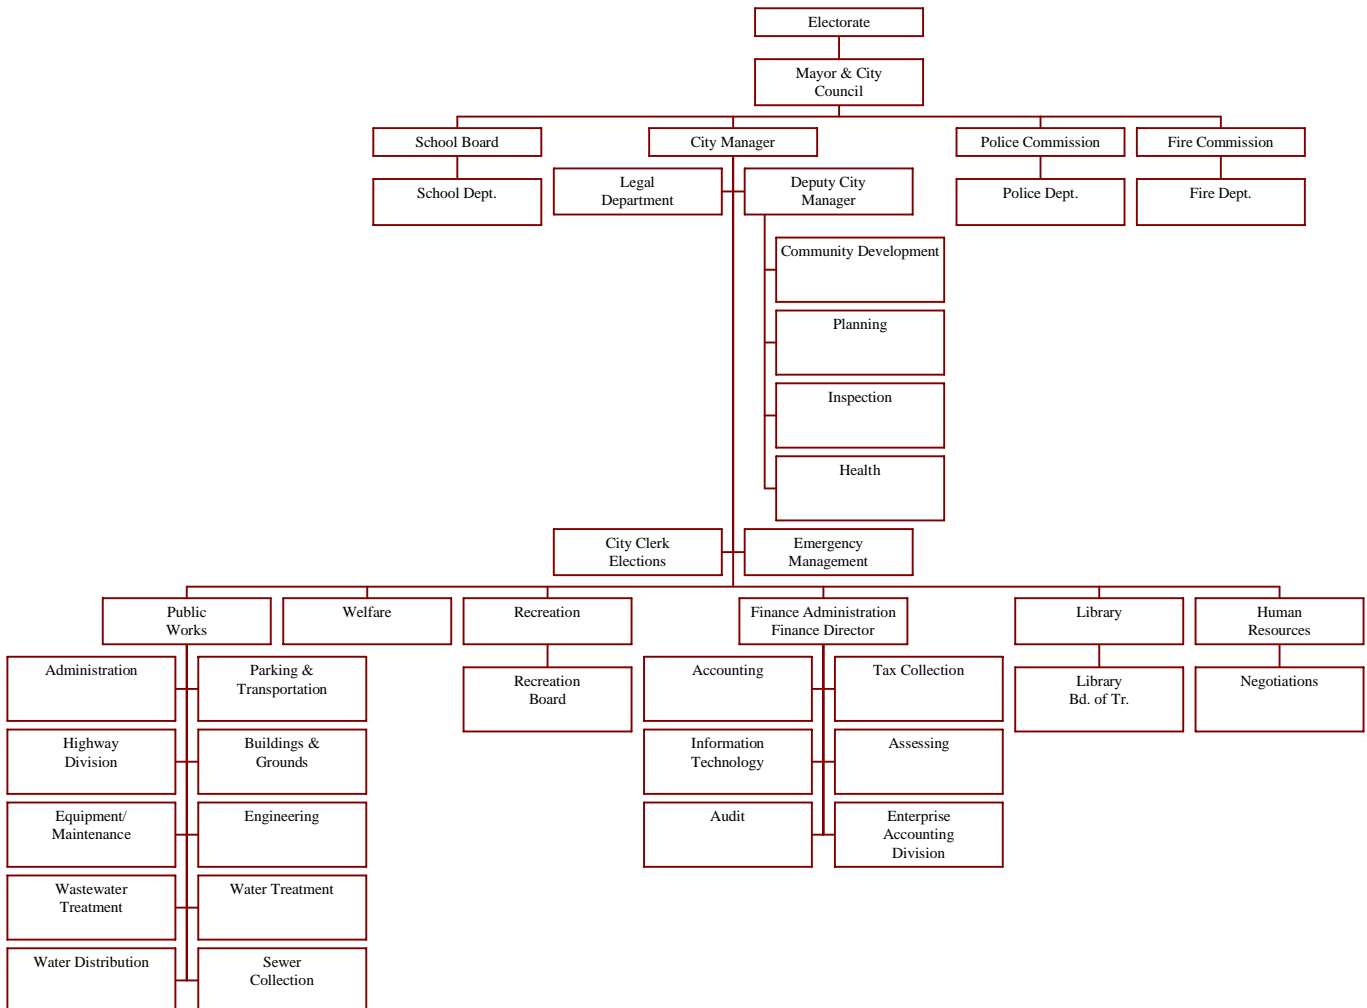 Electorate
Mayor & City
Council
School Board
City Manager
Police Commission
Fire Commission
School Dept.
Legal
Department
Deputy City
Manager
Police Dept.
Fire Dept.
Community Development
Planning
Inspection
Health
City Clerk
Elections
Emergency
Management
Public
Works
Welfare
Recreation
Finance Administration
Finance Director
Library
Human
Resources
Administration
Parking &
Transportation
Recreation
Board
Accounting
Tax Collection
Library
Bd. of Tr.
Negotiations
Highway
Division
Buildings &
Grounds
Information
Technology
Assessing
Equipment/
Maintenance
Engineering
Audit
Enterprise
Accounting
Division
Wastewater
Treatment
Water Treatment
Water Distribution
Sewer
Collection